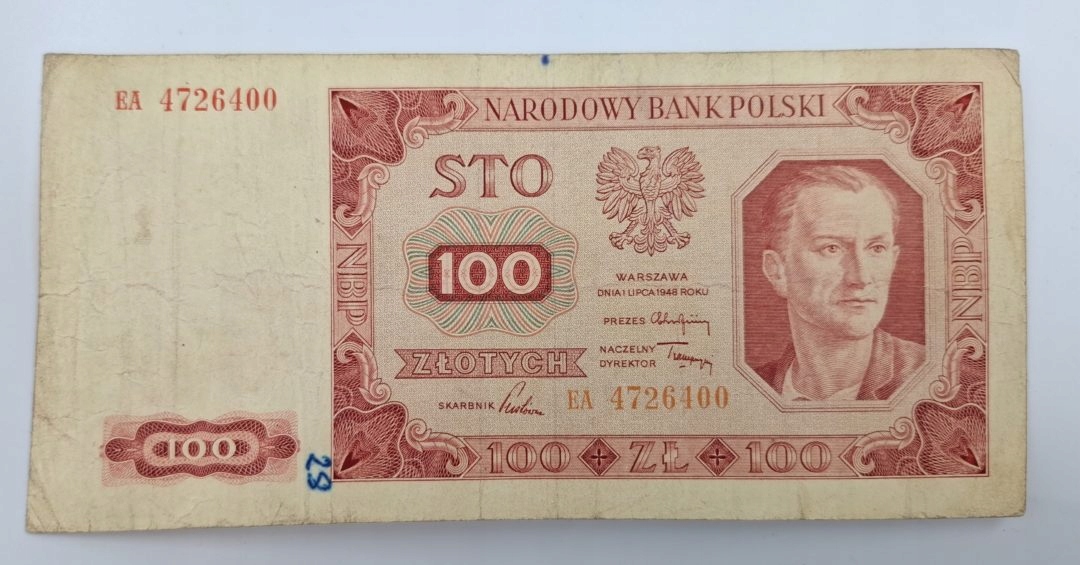 EA 4726400
NARODOWY BANK POLSKI
STO
100
ZŁOTYCH
WARSZAWA
DNIA 1 LIPCA 1948 ROKU
PREZES
NACZELNY
DYREKTOR
SKARBNIK
EA 4726400
NBP
NBP
100 ZŁ 100
100
29